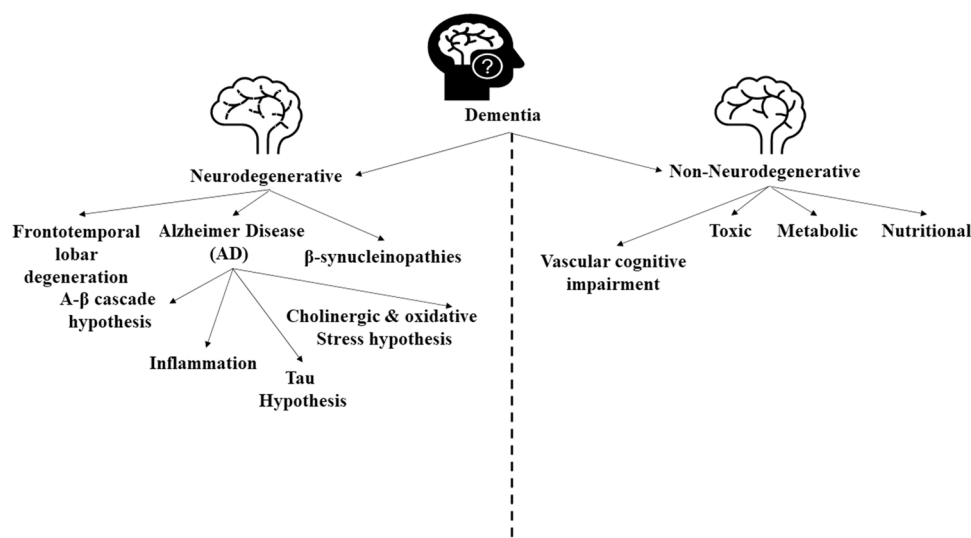 ?
Dementia
Neurodegenerative
Non-Neurodegenerative
Frontotemporal
lobar
degeneration
Alzheimer Disease
(AD)
β-synucleinopathies
Vascular cognitive
impairment
Toxic
Metabolic
Nutritional
A-β cascade
hypothesis
Inflammation
Tau
Hypothesis
Cholinergic & oxidative
Stress hypothesis